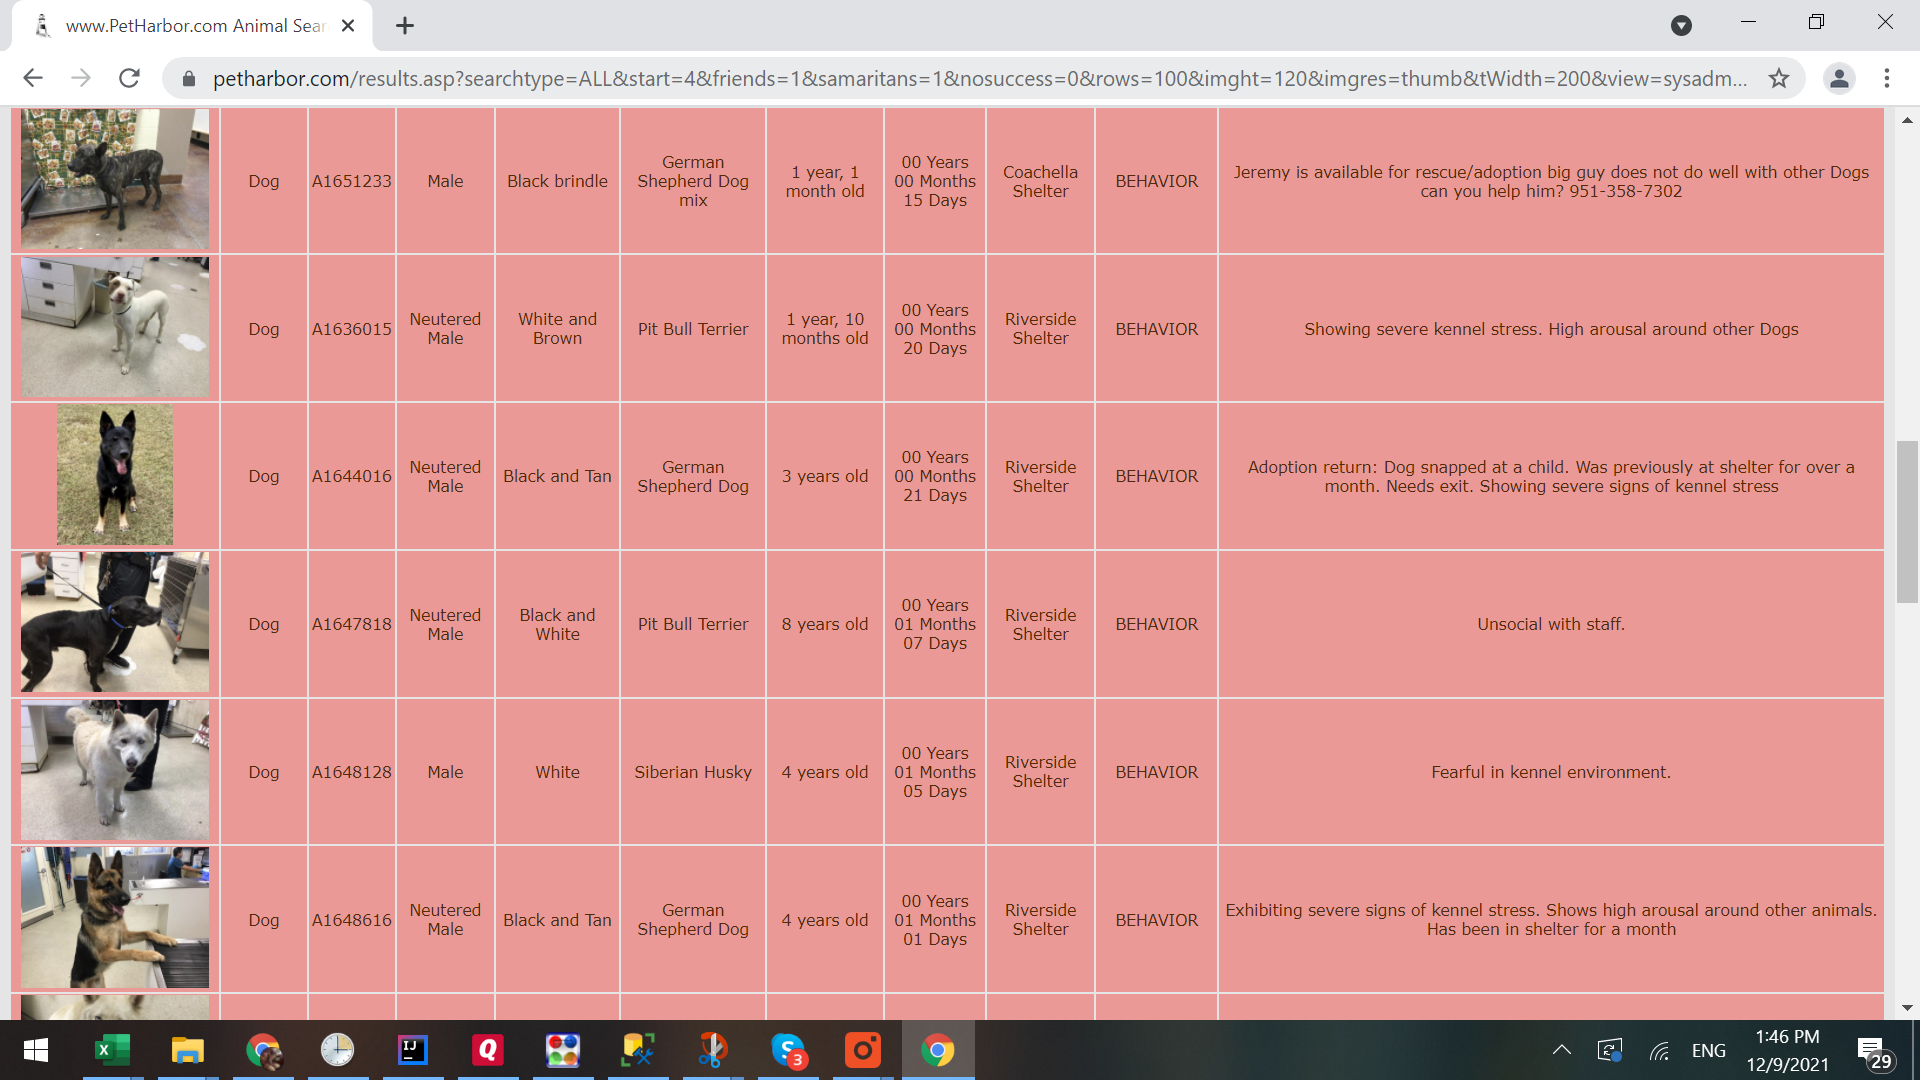 www.PetHarbor.com Animal Sear
petharbor.com/results.asp?searchtype=ALL&start=4&friends=1&samaritans=1&nosuccess=0&rows=100&imght=120&imgres=thumb&tWidth=200&view=sysadm...
Dog
A1651233
Male
Black brindle
German
Shepherd Dog
mix
1 year, 1
month old
00 Years
00 Months
15 Days
Coachella
Shelter
BEHAVIOR
Jeremy is available for rescue/adoption big guy does not do well with other Dogs
can you help him? 951-358-7302
Dog
A1636015
Neutered
Male
White and
Brown
Pit Bull Terrier
1 year, 10
months old
00 Years
00 Months
20 Days
Riverside
Shelter
BEHAVIOR
Showing severe kennel stress. High arousal around other Dogs
Dog
A1644016
Neutered
Male
Black and Tan
German
Shepherd Dog
3 years old
00 Years
00 Months
21 Days
Riverside
Shelter
BEHAVIOR
Adoption return: Dog snapped at a child. Was previously at shelter for over a
month. Needs exit. Showing severe signs of kennel stress
Dog
A1647818
Neutered
Male
Black and
White
Pit Bull Terrier
8 years old
00 Years
01 Months
07 Days
Riverside
Shelter
BEHAVIOR
Unsocial with staff.
Dog
A1648128
Male
White
Siberian Husky
4 years old
00 Years
01 Months
05 Days
Riverside
Shelter
BEHAVIOR
Fearful in kennel environment.
Dog
A1648616
Neutered
Male
Black and Tan
German
Shepherd Dog
4 years old
00 Years
01 Months
01 Days
Riverside
Shelter
BEHAVIOR
Exhibiting severe signs of kennel stress. Shows high arousal around other animals.
Has been in shelter for a month
X
IJ
Q
S
3
ENG
1:46 PM
12/9/2021
29